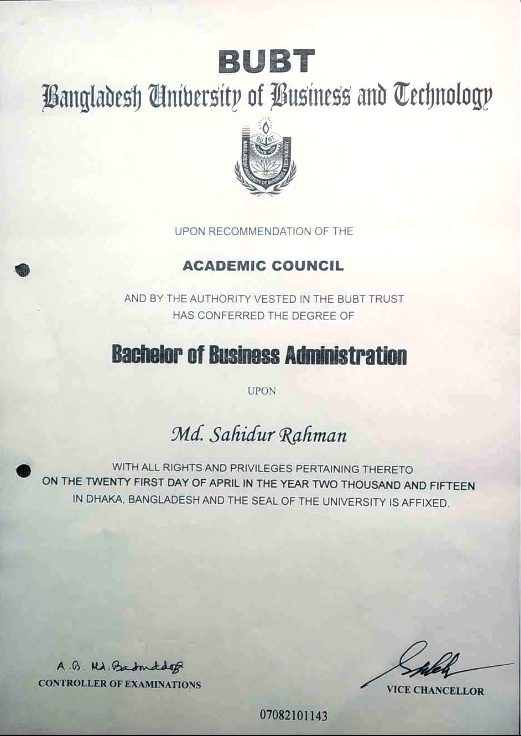 BUBT
Bangladesh University of Business and Technology
UPON RECOMMENDATION OF THE
ACADEMIC COUNCIL
AND BY THE AUTHORITY VESTED IN THE BUBT TRUST
HAS CONFERRED THE DEGREE OF
Bachelor of Business Administration
UPON
Md. Sahidur Rahman
WITH ALL RIGHTS AND PRIVILEGES PERTAINING THERETO
ON THE TWENTY FIRST DAY OF APRIL IN THE YEAR TWO THOUSAND AND FIFTEEN
IN DHAKA, BANGLADESH AND THE SEAL OF THE UNIVERSITY IS AFFIXED.
A. B. Md.
CONTROLLER OF EXAMINATIONS
VICE CHANCELLOR
07082101143